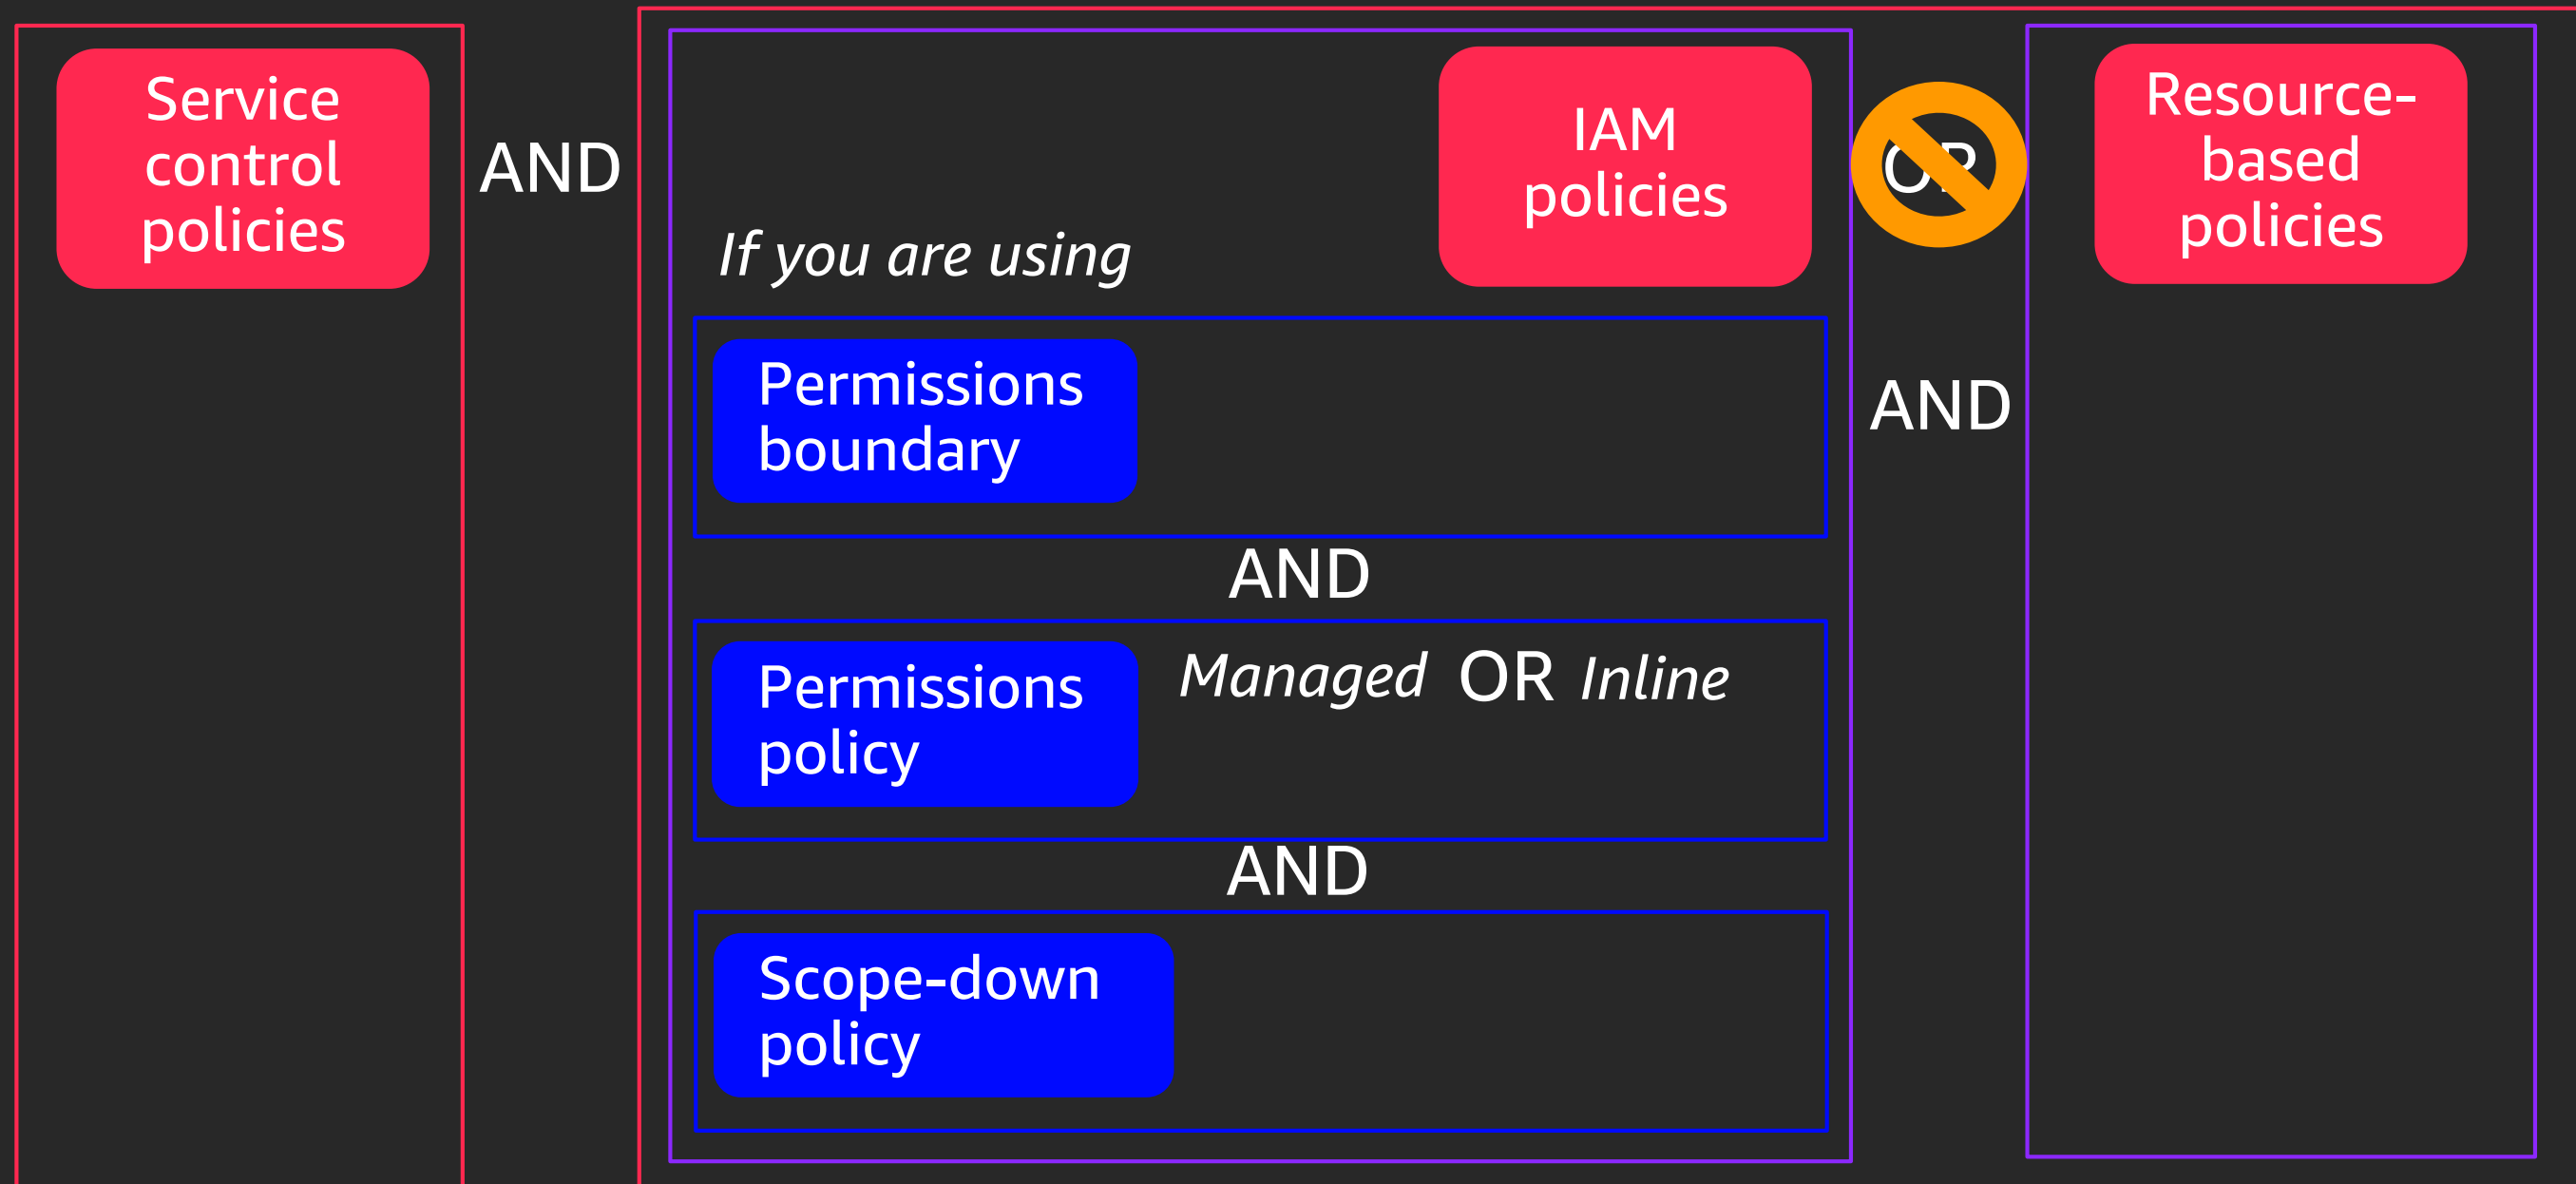 Service
control
policies
AND
If you are using
IAM
policies
OR
Resource-
based
policies
Permissions
boundary
AND
AND
Permissions
policy
Managed OR Inline
AND
Scope-down
policy